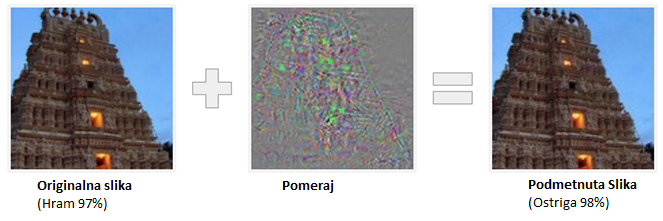 Originalna slika
(Hram 97%)
Pomeraj
Podmetnuta Slika
(Ostriga 98%)